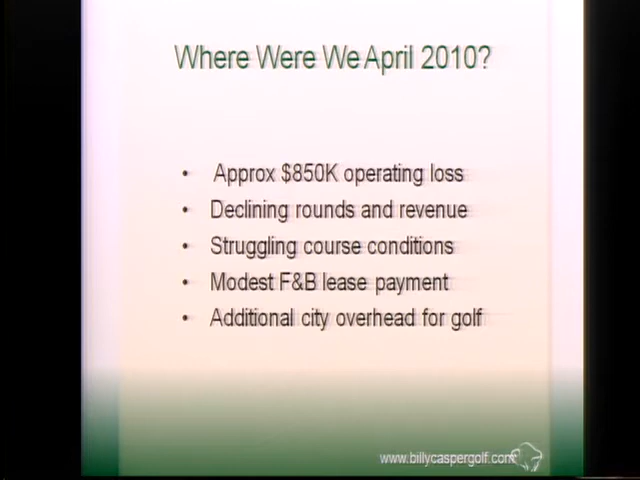 Where Were We April 2010?
• Approx $850K operating loss
• Declining rounds and revenue
• Struggling course conditions
• Modest F&B lease payment
• Additional city overhead for golf
www.billycaspergolf.com